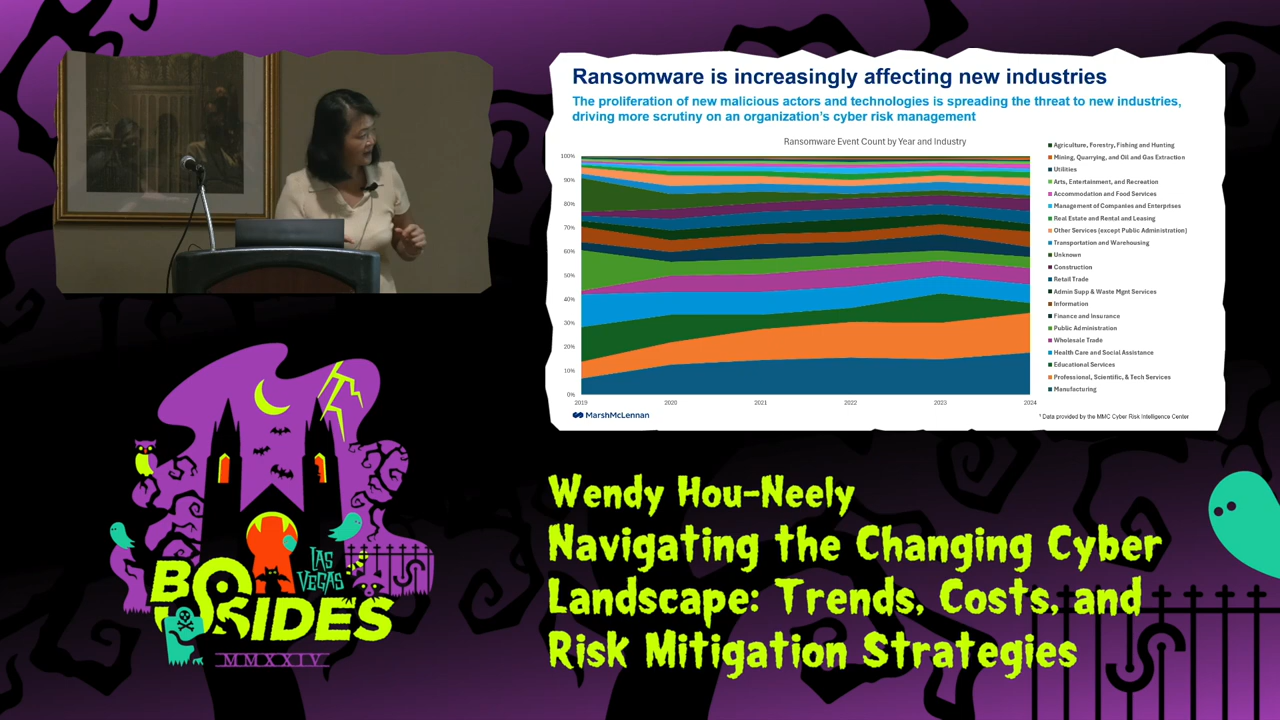 Ransomware is increasingly affecting new industries
The proliferation of new malicious actors and technologies is spreading the threat to new industries,
driving more scrutiny on an organization's cyber risk management
Ransomware Event Count by Year and Industry
100%
90%
80%
70%
60%
50%
40%
30%
20%
10%
0%
2019 2020 2021 2022 2023 2024
Agriculture, Forestry, Fishing and Hunting
Mining, Quarrying, and Oil and Gas Extraction
Utilities
Arts, Entertainment, and Recreation
Accommodation and Food Services
Management of Companies and Enterprises
Real Estate and Rental and Leasing
Other Services (except Public Administration)
Transportation and Warehousing
Unknown
Construction
Retail Trade
Admin Supp & Waste Mgnt Services
Information
Finance and Insurance
Public Administration
Wholesale Trade
Health Care and Social Assistance
Educational Services
Professional, Scientific, & Tech Services
Manufacturing
MarshMcLennan
¹ Data provided by the MMC Cyber Risk Intelligence Center
LAS
VEGAS
BSIDES
MMXXIV
Wendy Hou-Neely
Navigating the Changing Cyber
Landscape: Trends, Costs, and
Risk Mitigation Strategies